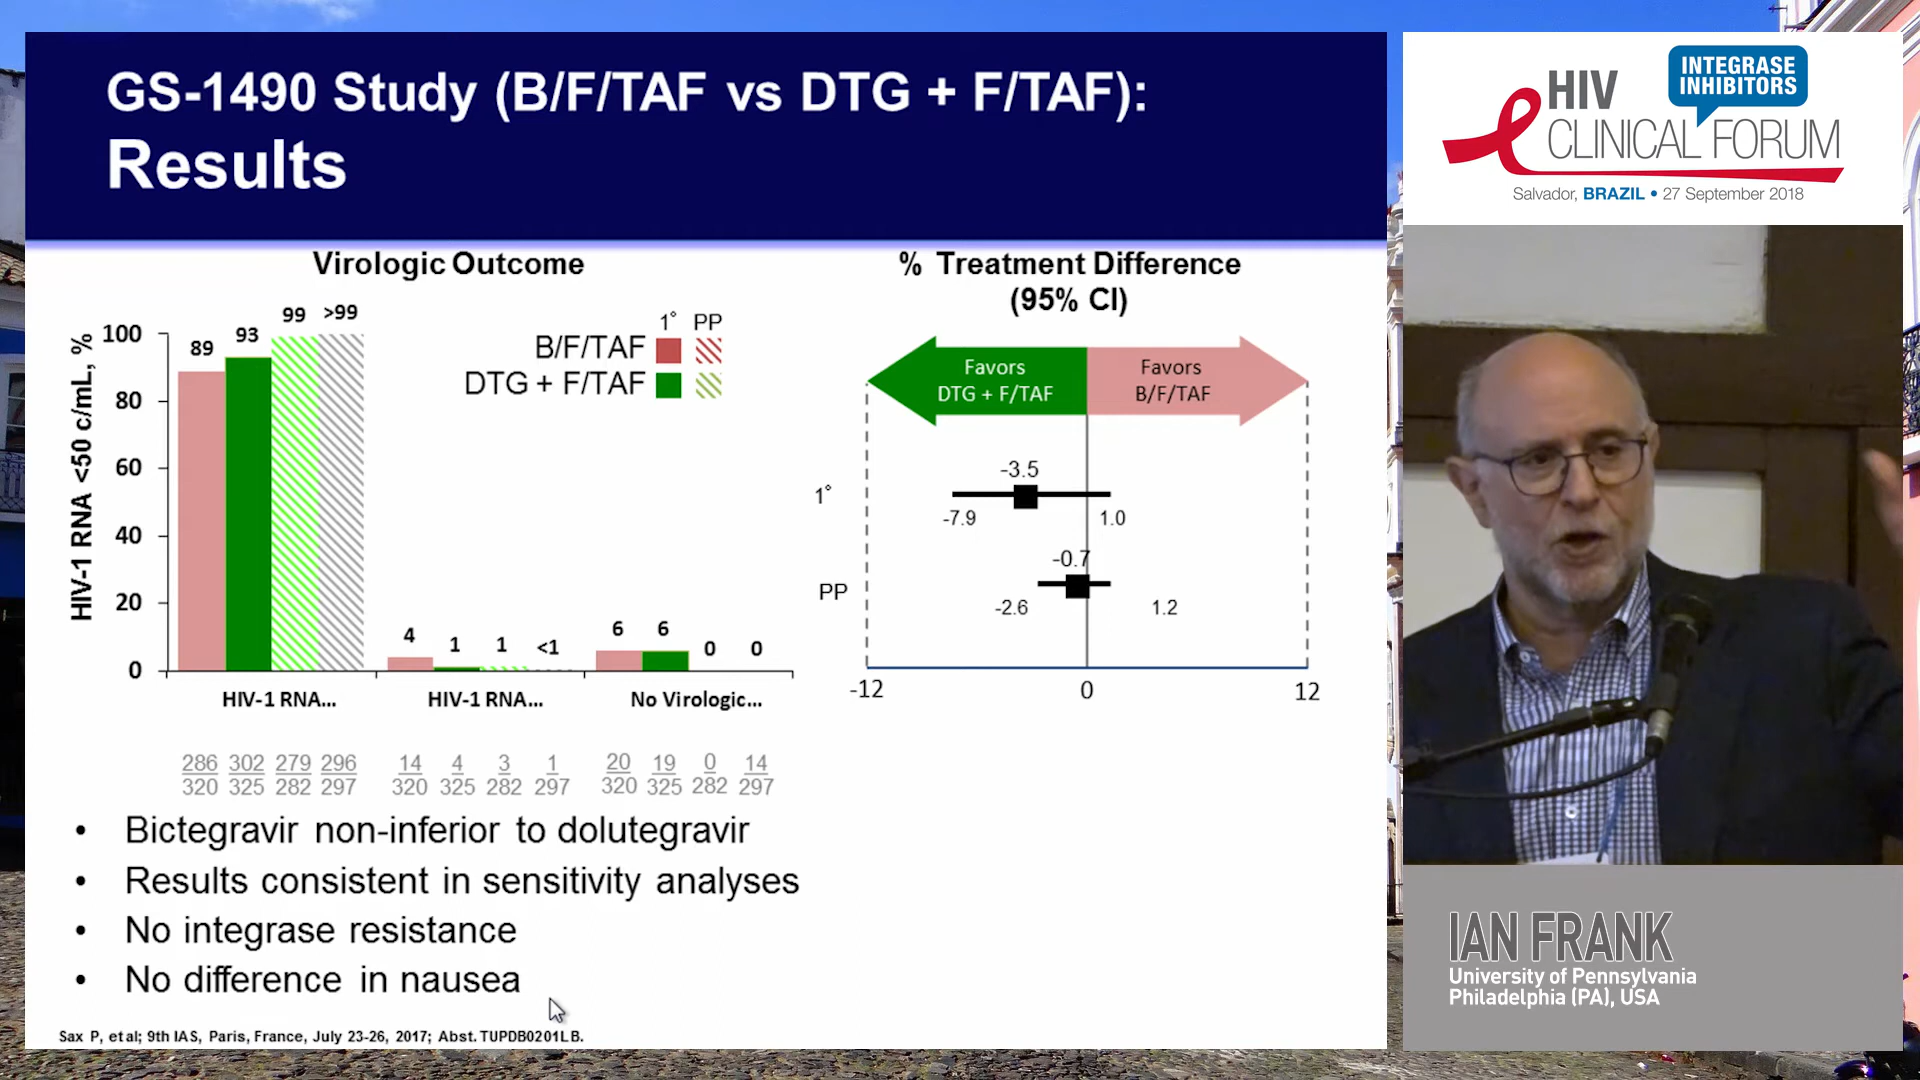 GS-1490 Study (B/F/TAF vs DTG + F/TAF):
Results
Virologic Outcome
HIV-1 RNA <50 c/mL, %
100
80
60
40
20
0
89
93
99
>99
4
1
1
<1
6
6
0
0
1° PP
B/F/TAF
DTG + F/TAF
HIV-1 RNA...
HIV-1 RNA...
No Virologic...
286 302 279 296 14 4 3 1 20 19 0 14
320 325 282 297 320 325 282 297 320 325 282 297
% Treatment Difference
(95% CI)
Favors
DTG + F/TAF
Favors
B/F/TAF
1°
-3.5
-7.9
1.0
PP
-0.7
-2.6
1.2
-12
0
12
• Bictegravir non-inferior to dolutegravir
• Results consistent in sensitivity analyses
• No integrase resistance
• No difference in nausea
Sax P, et al; 9th IAS, Paris, France, July 23-26, 2017; Abst. TUPDB0201LB.
INTEGRASE
INHIBITORS
HIV
CLINICAL FORUM
Salvador, BRAZIL • 27 September 2018
IAN FRANK
University of Pennsylvania
Philadelphia (PA), USA